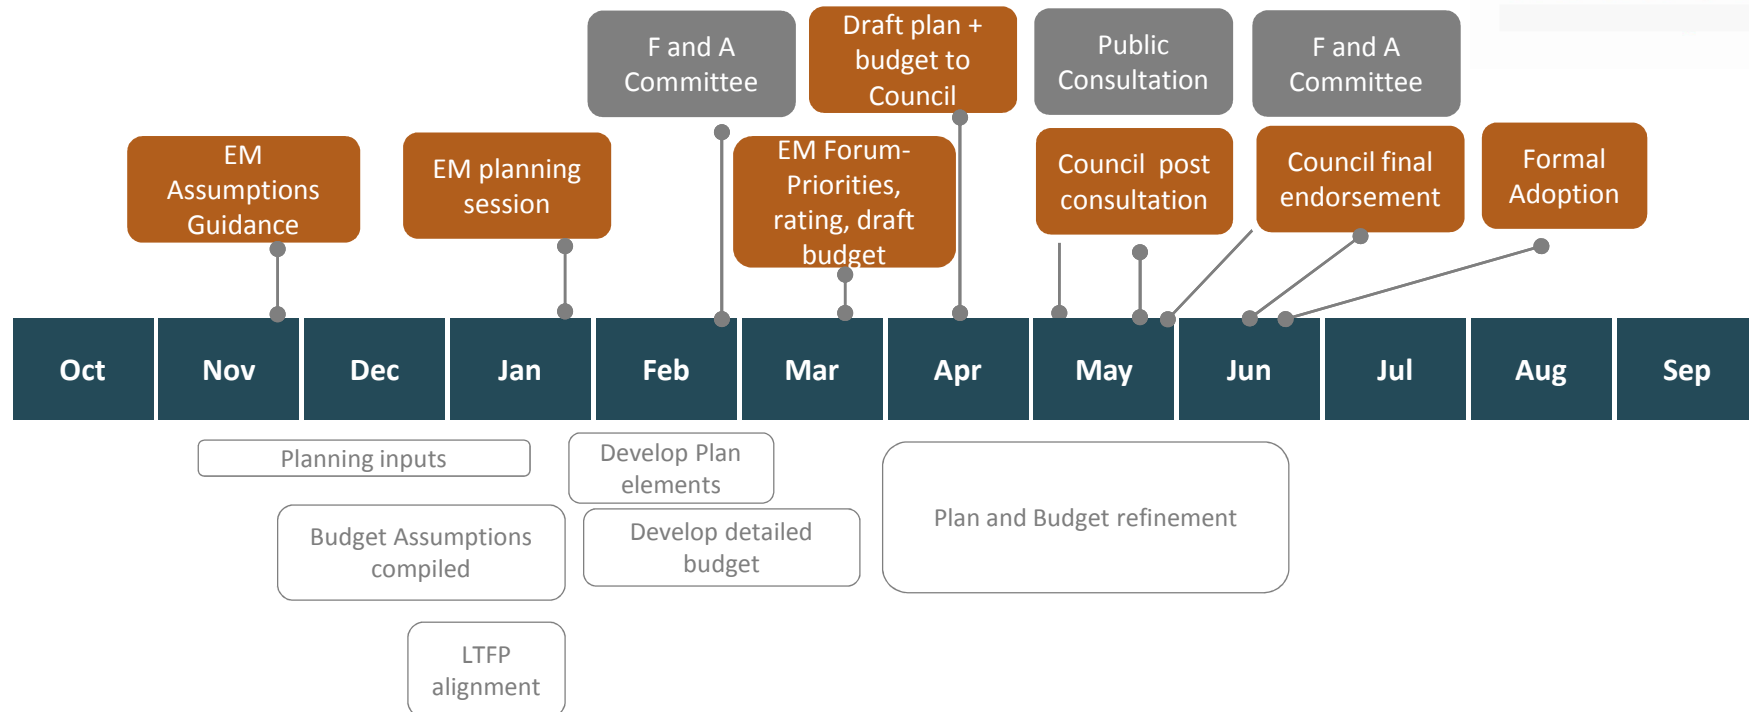 F and A
Committee
Draft plan +
budget to
Council
Public
Consultation
F and A
Committee
EM
Assumptions
Guidance
EM planning
session
EM Forum-
Priorities,
rating, draft
budget
Council post
consultation
Council final
endorsement
Formal
Adoption
Oct
Nov
Dec
Jan
Feb
Mar
Apr
May
Jun
Jul
Aug
Sep
Planning inputs
Develop Plan
elements
Budget Assumptions
compiled
Develop detailed
budget
Plan and Budget refinement
LTFP
alignment